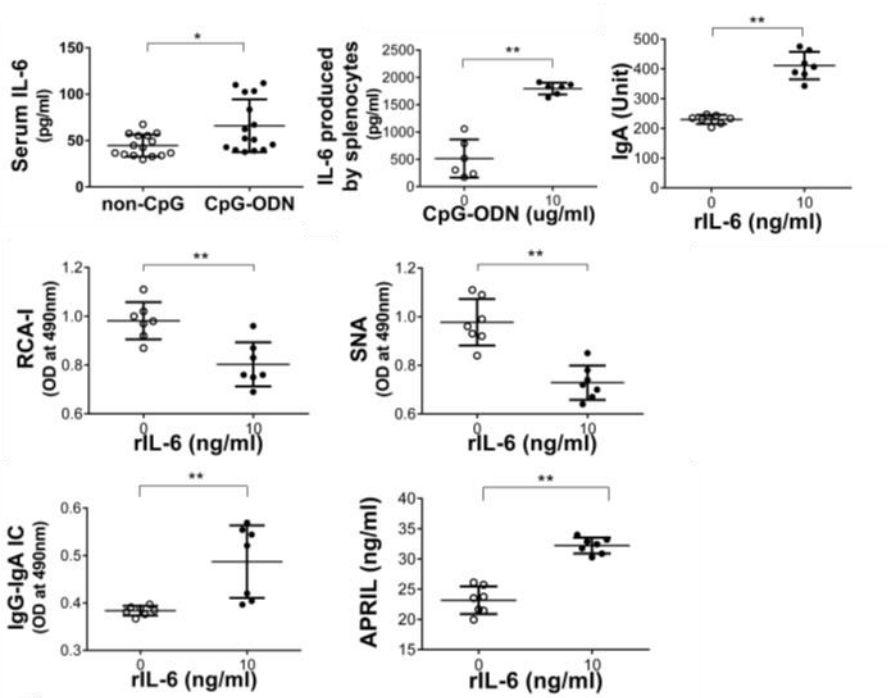 *
Serum IL-6
(pg/ml)
150
100
50
0
non-CpG CpG-ODN
**
IL-6 produced
by splenocytes
(pg/ml)
2500
2000
1500
1000
500
0
0 10
CpG-ODN (ug/ml)
**
IgA (Unit)
500
400
300
200
100
0
0 10
rIL-6 (ng/ml)
**
RCA-I
(OD at 490nm)
1.2
1.0
0.8
0.6
0 10
rIL-6 (ng/ml)
**
SNA
(OD at 490nm)
1.2
1.0
0.8
0.6
0 10
rIL-6 (ng/ml)
**
IgG-IgA IC
(OD at 490nm)
0.6
0.5
0.4
0.3
0 10
rIL-6 (ng/ml)
**
APRIL (ng/ml)
40
35
30
25
20
15
0 10
rIL-6 (ng/ml)